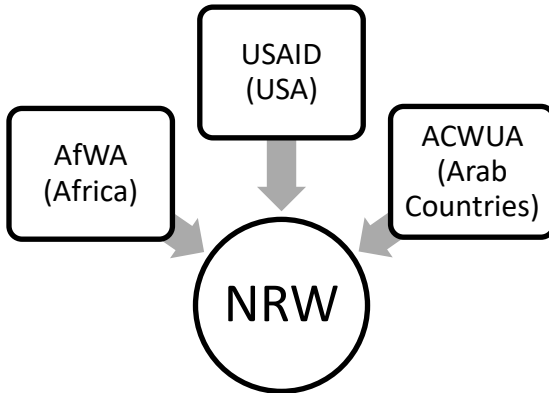 USAID
(USA)
AfWA
(Africa)
ACWUA
(Arab
Countries)
NRW